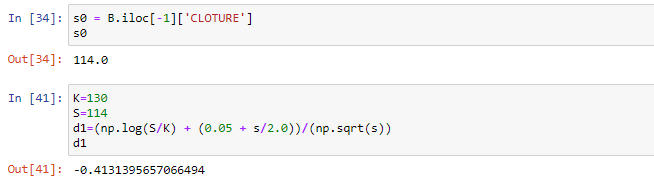 In [34]: s0 = B.iloc[-1]['CLOTURE']
s0
Out[34]: 114.0
In [41]: K=130
S=114
d1=(np.log(S/K) + (0.05 + s/2.0))/(np.sqrt(s))
d1
Out[41]: -0.4131395657066494